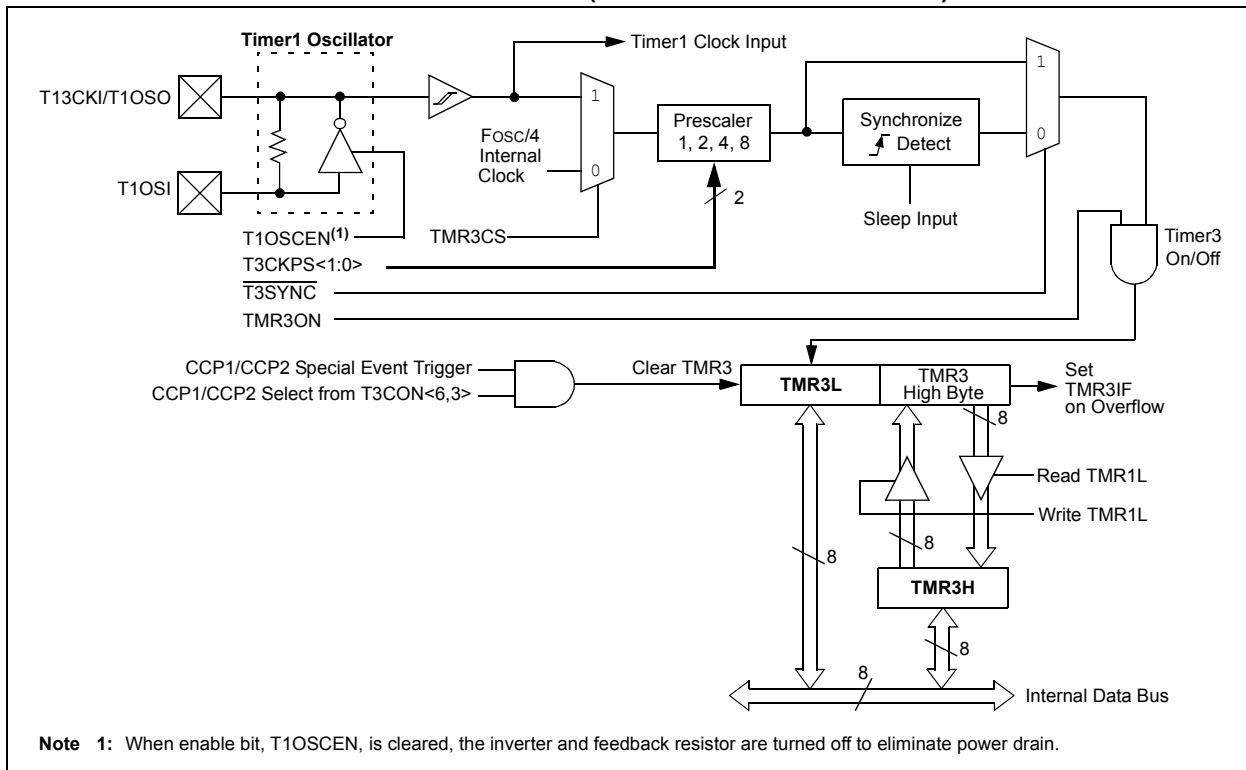 Timer1 Oscillator
Timer1 Clock Input
T13CKI/T1OSO
1
1
FOSC/4
Internal
Clock
0
Prescaler
1, 2, 4, 8
Synchronize
Detect
0
T1OSI
2
Sleep Input
T1OSCEN(1)
TMR3CS
Timer3
On/Off
T3CKPS<1:0>
T3SYNC
TMR3ON
CCP1/CCP2 Special Event Trigger
CCP1/CCP2 Select from T3CON<6,3>
Clear TMR3
TMR3L
TMR3
High Byte
Set
TMR3IF
on Overflow
8
Read TMR1L
Write TMR1L
8
8
TMR3H
8
8
Internal Data Bus
Note 1: When enable bit, T1OSCEN, is cleared, the inverter and feedback resistor are turned off to eliminate power drain.